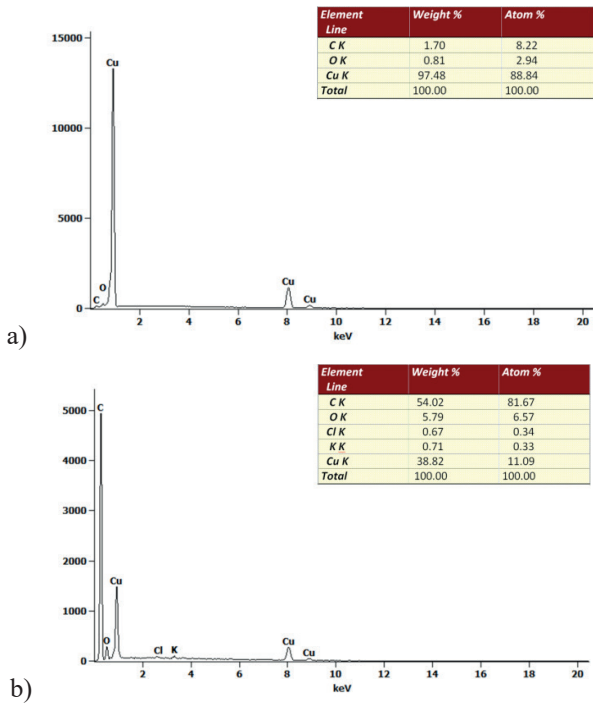 Element Line Weight % Atom %
C K 1.70 8.22
O K 0.81 2.94
Cu K 97.48 88.84
Total 100.00 100.00
15000
10000
5000
0
Cu
C
O
Cu
Cu
2 4 6 8 10 12 14 16 18 20
keV
a)
Element Line Weight % Atom %
C K 54.02 81.67
O K 5.79 6.57
Cl K 0.67 0.34
K K 0.71 0.33
Cu K 38.82 11.09
Total 100.00 100.00
5000
4000
3000
2000
1000
0
C
O
Cu
Cl
K
Cu
Cu
2 4 6 8 10 12 14 16 18 20
keV
b)